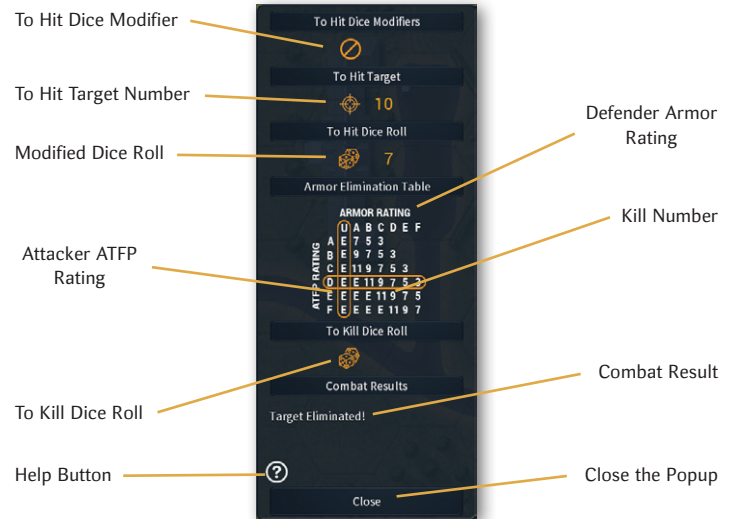 To Hit Dice Modifier
To Hit Target Number
Modified Dice Roll
Attacker ATFP
Rating
To Kill Dice Roll
Help Button
To Hit Dice Modifiers
To Hit Target
10
To Hit Dice Roll
7
Armor Elimination Table
ARMOR RATING
U A B C D E F
ATFP RATING
A E 7 5 3
B E 9 7 5 3
C E 11 9 7 5 3
D E E 11 9 7 5 3
E E E E 11 9 7 5
F E E E E 11 9 7
To Kill Dice Roll
Combat Results
Target Eliminated!
?
Close
Defender Armor
Rating
Kill Number
Combat Result
Close the Popup